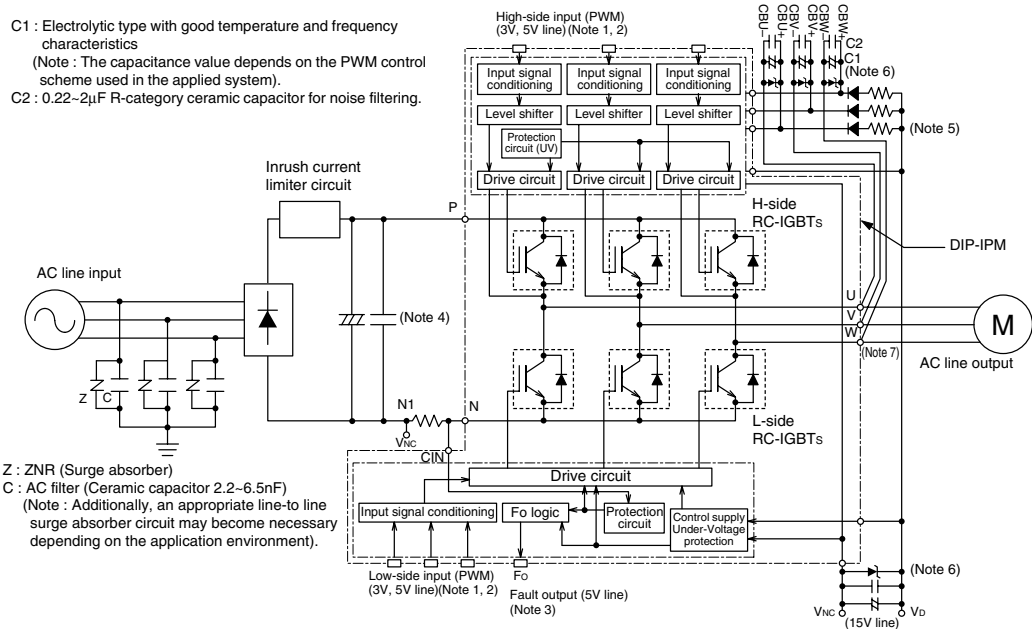 C1 : Electrolytic type with good temperature and frequency
characteristics
(Note : The capacitance value depends on the PWM control
scheme used in the applied system).
C2 : 0.22~2μF R-category ceramic capacitor for noise filtering.
High-side input (PWM)
(3V, 5V line)(Note 1, 2)
CBU–
CBU+
CBV–
CBV+
CBW–
CBW+
C2
C1
(Note 6)
(Note 5)
Input signal
conditioning
Input signal
conditioning
Input signal
conditioning
Level shifter
Level shifter
Level shifter
Protection
circuit (UV)
Drive circuit
Drive circuit
Drive circuit
Inrush current
limiter circuit
P
H-side
RC-IGBTs
DIP-IPM
AC line input
(Note 4)
U
V
W
(Note 7)
M
AC line output
Z
C
N1
VNC
N
CIN
L-side
RC-IGBTs
Z : ZNR (Surge absorber)
C : AC filter (Ceramic capacitor 2.2~6.5nF)
(Note : Additionally, an appropriate line-to line
surge absorber circuit may become necessary
depending on the application environment).
Drive circuit
Input signal conditioning
Fo logic
Protection
circuit
Control supply
Under-Voltage
protection
Low-side input (PWM)
(3V, 5V line)(Note 1, 2)
FO
Fault output (5V line)
(Note 3)
(Note 6)
VNC
VD
(15V line)